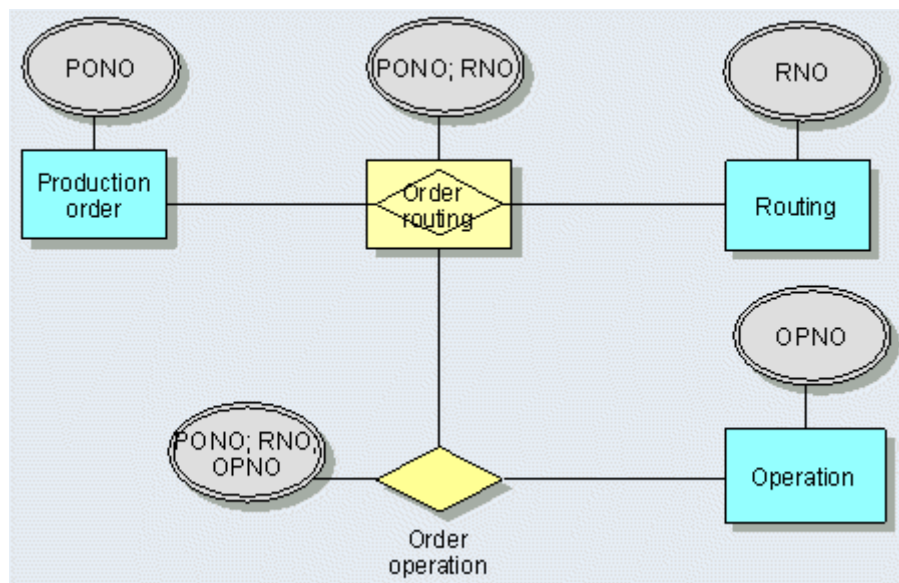 PONO
PONO; RNO
RNO
Production
order
Order
routing
Routing
OPNO
PONO; RNO;
OPNO
Operation
Order
operation